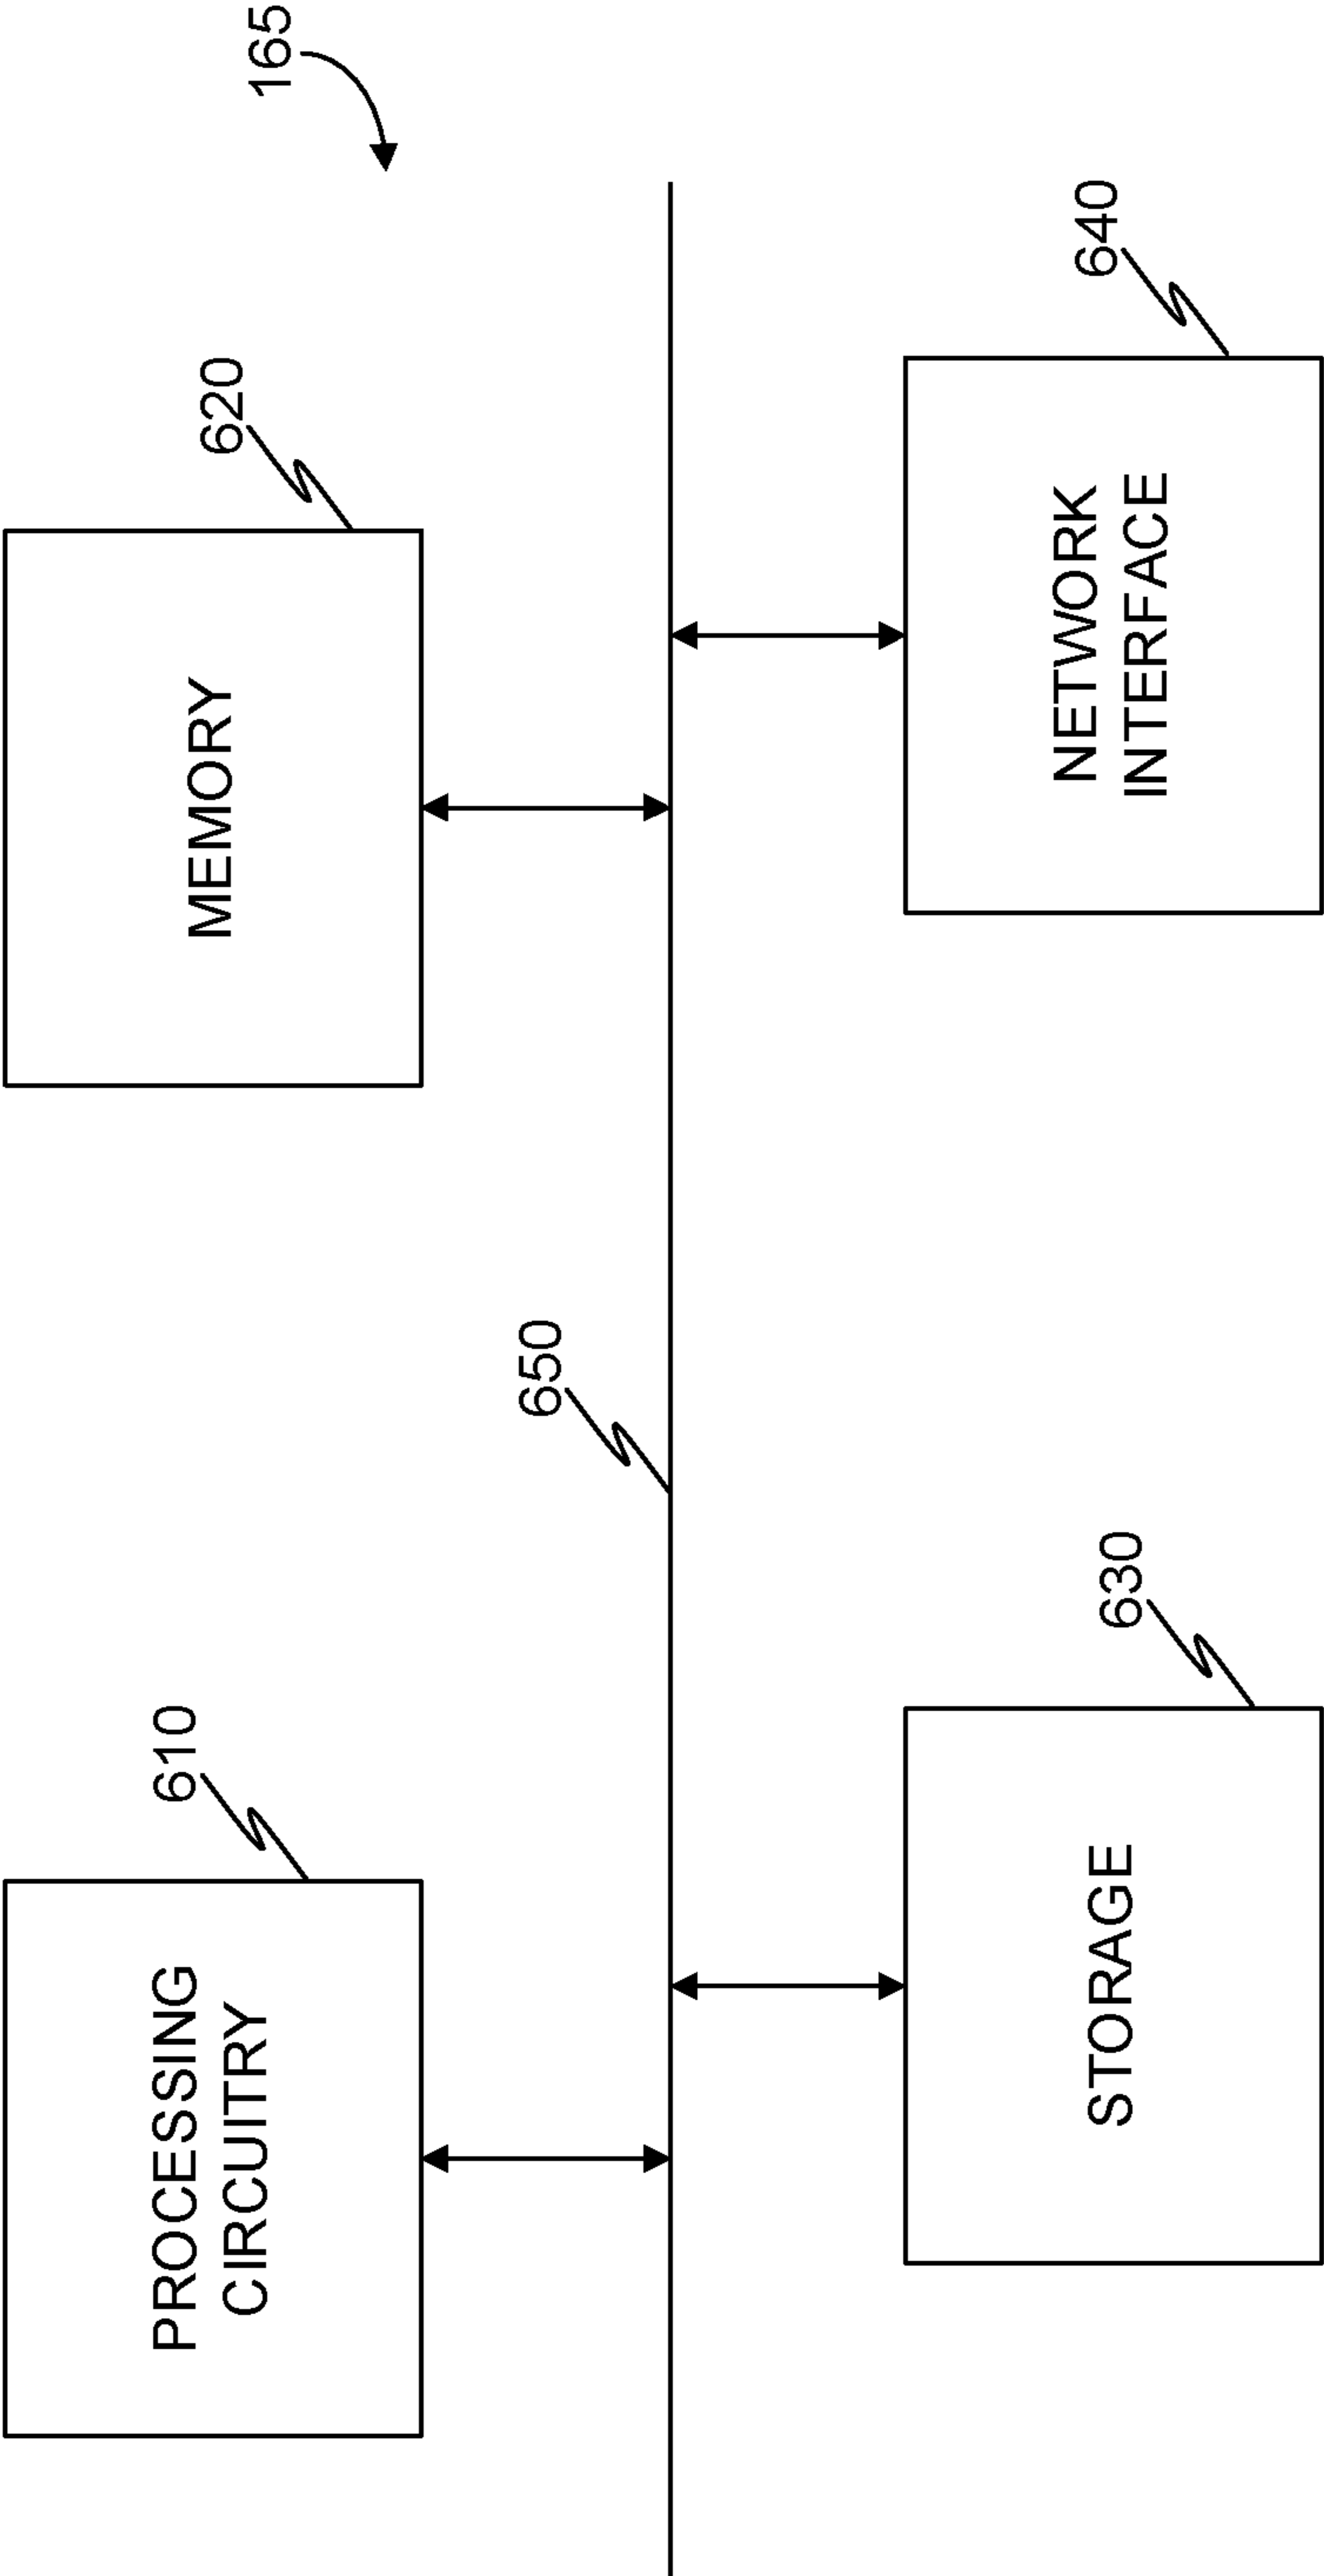 165
610
PROCESSING
CIRCUITRY
620
MEMORY
650
630
STORAGE
640
NETWORK
INTERFACE